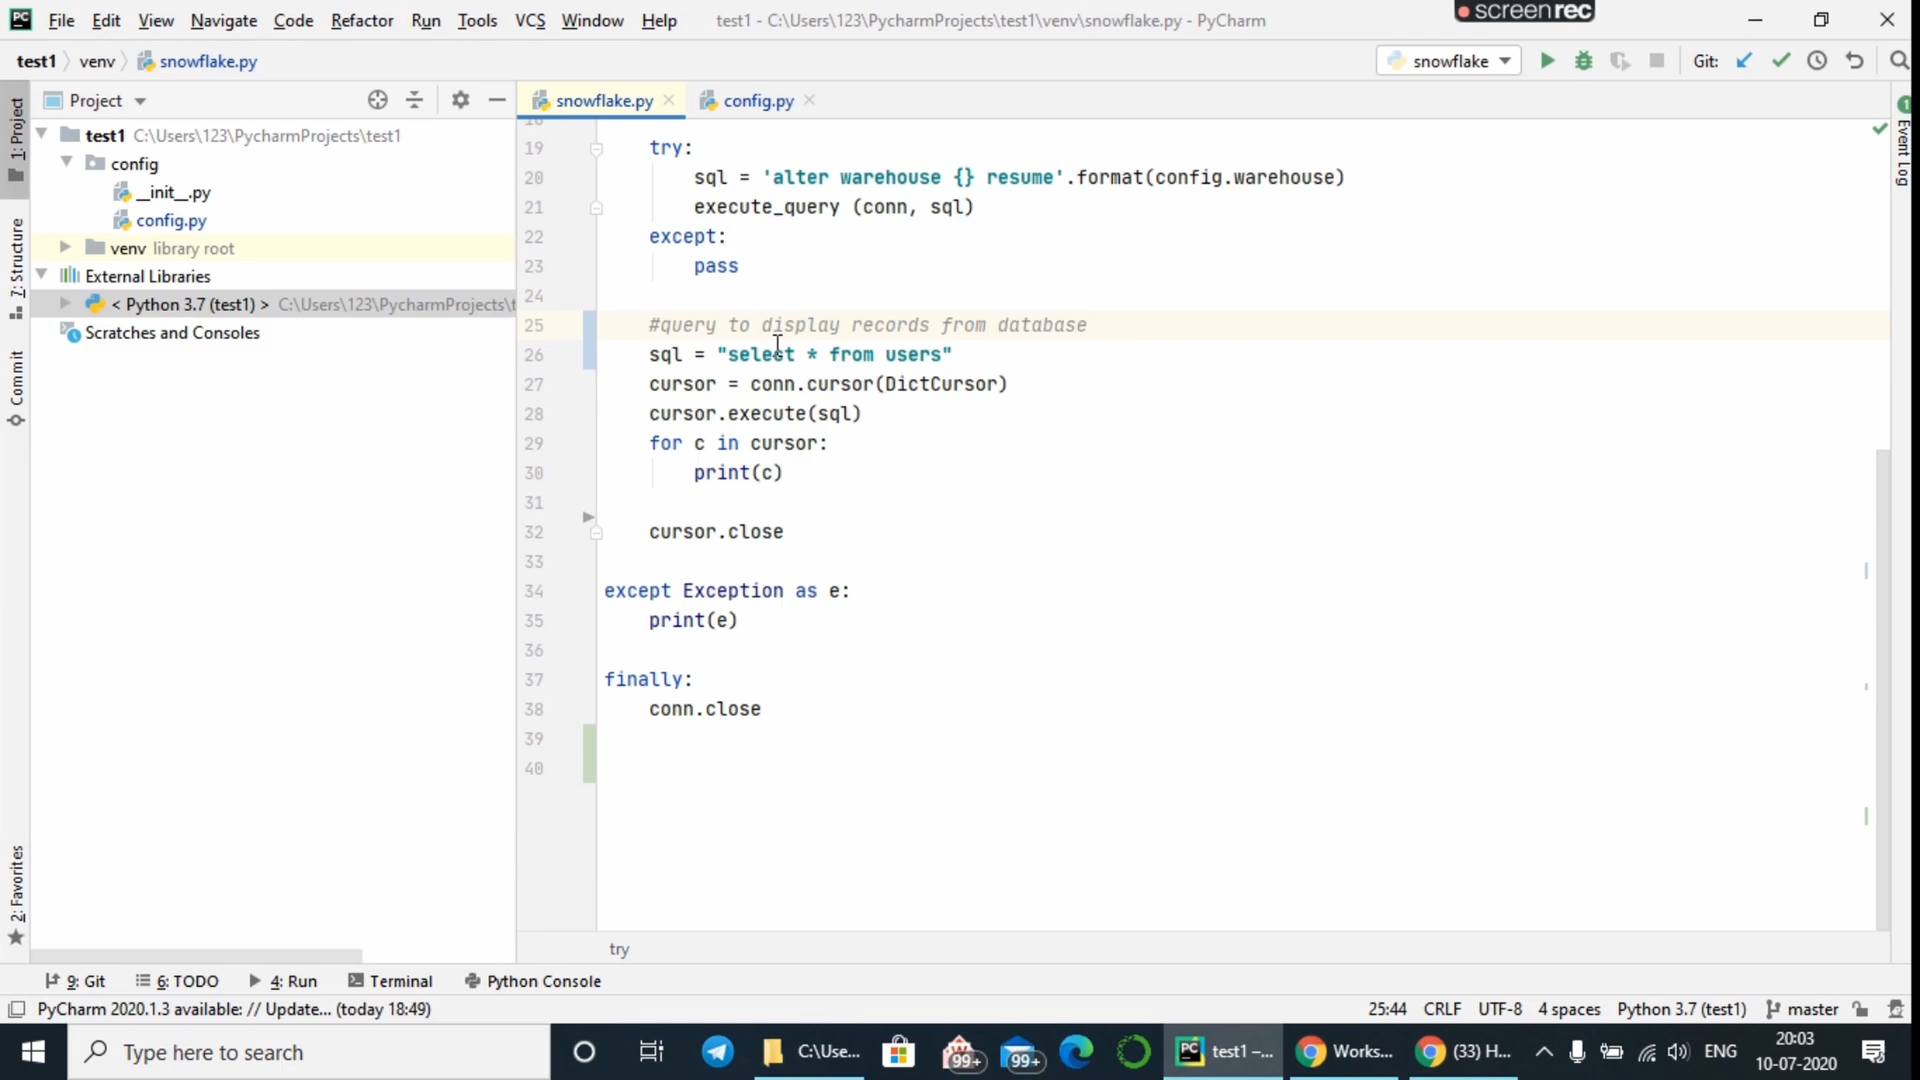 PC File Edit View Navigate Code Refactor Run Tools VCS Window Help test1 - C:\Users\123\PycharmProjects\test1\venv\snowflake.py - PyCharm screenrec
test1 venv snowflake.py snowflake Git:
Project snowflake.py config.py
test1 C:\Users\123\PycharmProjects\test1
config
__init__.py
config.py
venv library root
External Libraries
< Python 3.7 (test1) > C:\Users\123\PycharmProjects\t
Scratches and Consoles
1: Project
7: Structure
Commit
2: Favorites
18
19 try:
20 sql = 'alter warehouse {} resume'.format(config.warehouse)
21 execute_query (conn, sql)
22 except:
23 pass
24
25 #query to display records from database
26 sql = "select * from users"
27 cursor = conn.cursor(DictCursor)
28 cursor.execute(sql)
29 for c in cursor:
30 print(c)
31
32 cursor.close
33
34 except Exception as e:
35 print(e)
36
37 finally:
38 conn.close
39
40
try
1
Event Log
9: Git 6: TODO 4: Run Terminal Python Console
PyCharm 2020.1.3 available: // Update... (today 18:49) 25:44 CRLF UTF-8 4 spaces Python 3.7 (test1) master
Type here to search C:\Use... 99+ 99+ PC test1 –... Works... (33) H... ENG 20:03
10-07-2020